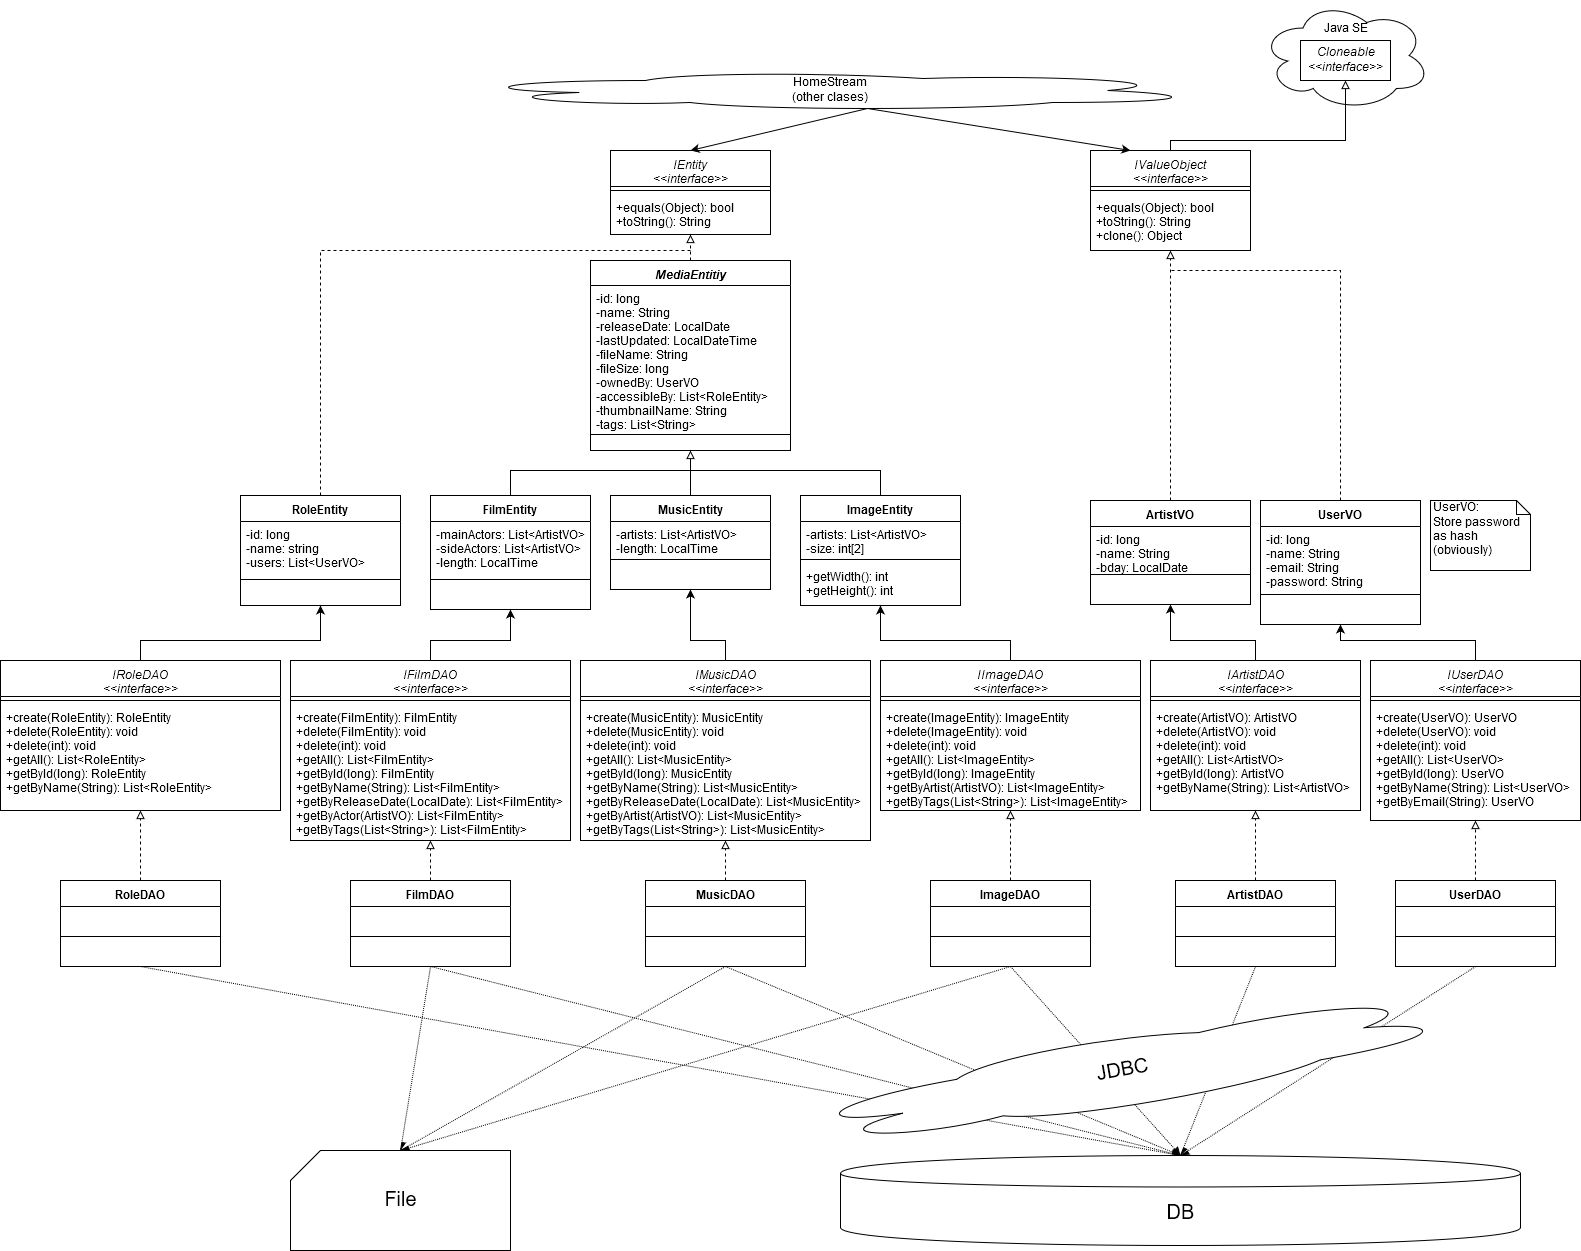 Java SE
Cloneable
<<interface>>
HomeStream
(other clases)
IEntity
<<interface>>
+equals(Object): bool
+toString(): String
IValueObject
<<interface>>
+equals(Object): bool
+toString(): String
+clone(): Object
MediaEntitiy
-id: long
-name: String
-releaseDate: LocalDate
-lastUpdated: LocalDateTime
-fileName: String
-fileSize: long
-ownedBy: UserVO
-accessibleBy: List<RoleEntity>
-thumbnailName: String
-tags: List<String>
RoleEntity
-id: long
-name: string
-users: List<UserVO>
FilmEntity
-mainActors: List<ArtistVO>
-sideActors: List<ArtistVO>
-length: LocalTime
MusicEntity
-artists: List<ArtistVO>
-length: LocalTime
ImageEntity
-artists: List<ArtistVO>
-size: int[2]
+getWidth(): int
+getHeight(): int
ArtistVO
-id: long
-name: String
-bday: LocalDate
UserVO
-id: long
-name: String
-email: String
-password: String
UserVO:
Store password
as hash
(obviously)
IRoleDAO
<<interface>>
+create(RoleEntity): RoleEntity
+delete(RoleEntity): void
+delete(int): void
+getAll(): List<RoleEntity>
+getById(long): RoleEntity
+getByName(String): List<RoleEntity>
IFilmDAO
<<interface>>
+create(FilmEntity): FilmEntity
+delete(FilmEntity): void
+delete(int): void
+getAll(): List<FilmEntity>
+getById(long): FilmEntity
+getByName(String): List<FilmEntity>
+getByReleaseDate(LocalDate): List<FilmEntity>
+getByActor(ArtistVO): List<FilmEntity>
+getByTags(List<String>): List<FilmEntity>
IMusicDAO
<<interface>>
+create(MusicEntity): MusicEntity
+delete(MusicEntity): void
+delete(int): void
+getAll(): List<MusicEntity>
+getById(long): MusicEntity
+getByName(String): List<MusicEntity>
+getByReleaseDate(LocalDate): List<MusicEntity>
+getByArtist(ArtistVO): List<MusicEntity>
+getByTags(List<String>): List<MusicEntity>
IImageDAO
<<interface>>
+create(ImageEntity): ImageEntity
+delete(ImageEntity): void
+delete(int): void
+getAll(): List<ImageEntity>
+getById(long): ImageEntity
+getByArtist(ArtistVO): List<ImageEntity>
+getByTags(List<String>): List<ImageEntity>
IArtistDAO
<<interface>>
+create(ArtistVO): ArtistVO
+delete(ArtistVO): void
+delete(int): void
+getAll(): List<ArtistVO>
+getById(long): ArtistVO
+getByName(String): List<ArtistVO>
IUserDAO
<<interface>>
+create(UserVO): UserVO
+delete(UserVO): void
+delete(int): void
+getAll(): List<UserVO>
+getById(long): UserVO
+getByName(String): List<UserVO>
+getByEmail(String): UserVO
RoleDAO
FilmDAO
MusicDAO
ImageDAO
ArtistDAO
UserDAO
JDBC
File
DB